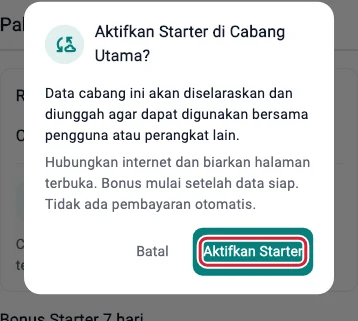 Aktifkan Starter di Cabang
Utama?
Data cabang ini akan diselaraskan dan
diunggah agar dapat digunakan bersama
pengguna atau perangkat lain.
Hubungkan internet dan biarkan halaman
terbuka. Bonus mulai setelah data siap.
Tidak ada pembayaran otomatis.
Batal
Aktifkan Starter
Bonus Starter 7 hari